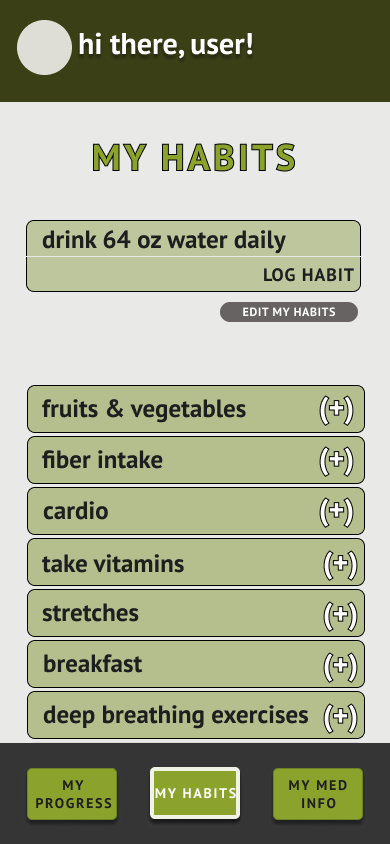 hi there, user!
MY HABITS
drink 64 oz water daily
LOG HABIT
EDIT MY HABITS
fruits & vegetables (+)
fiber intake (+)
cardio (+)
take vitamins (+)
stretches (+)
breakfast (+)
deep breathing exercises (+)
MY
PROGRESS
MY HABITS
MY MED
INFO